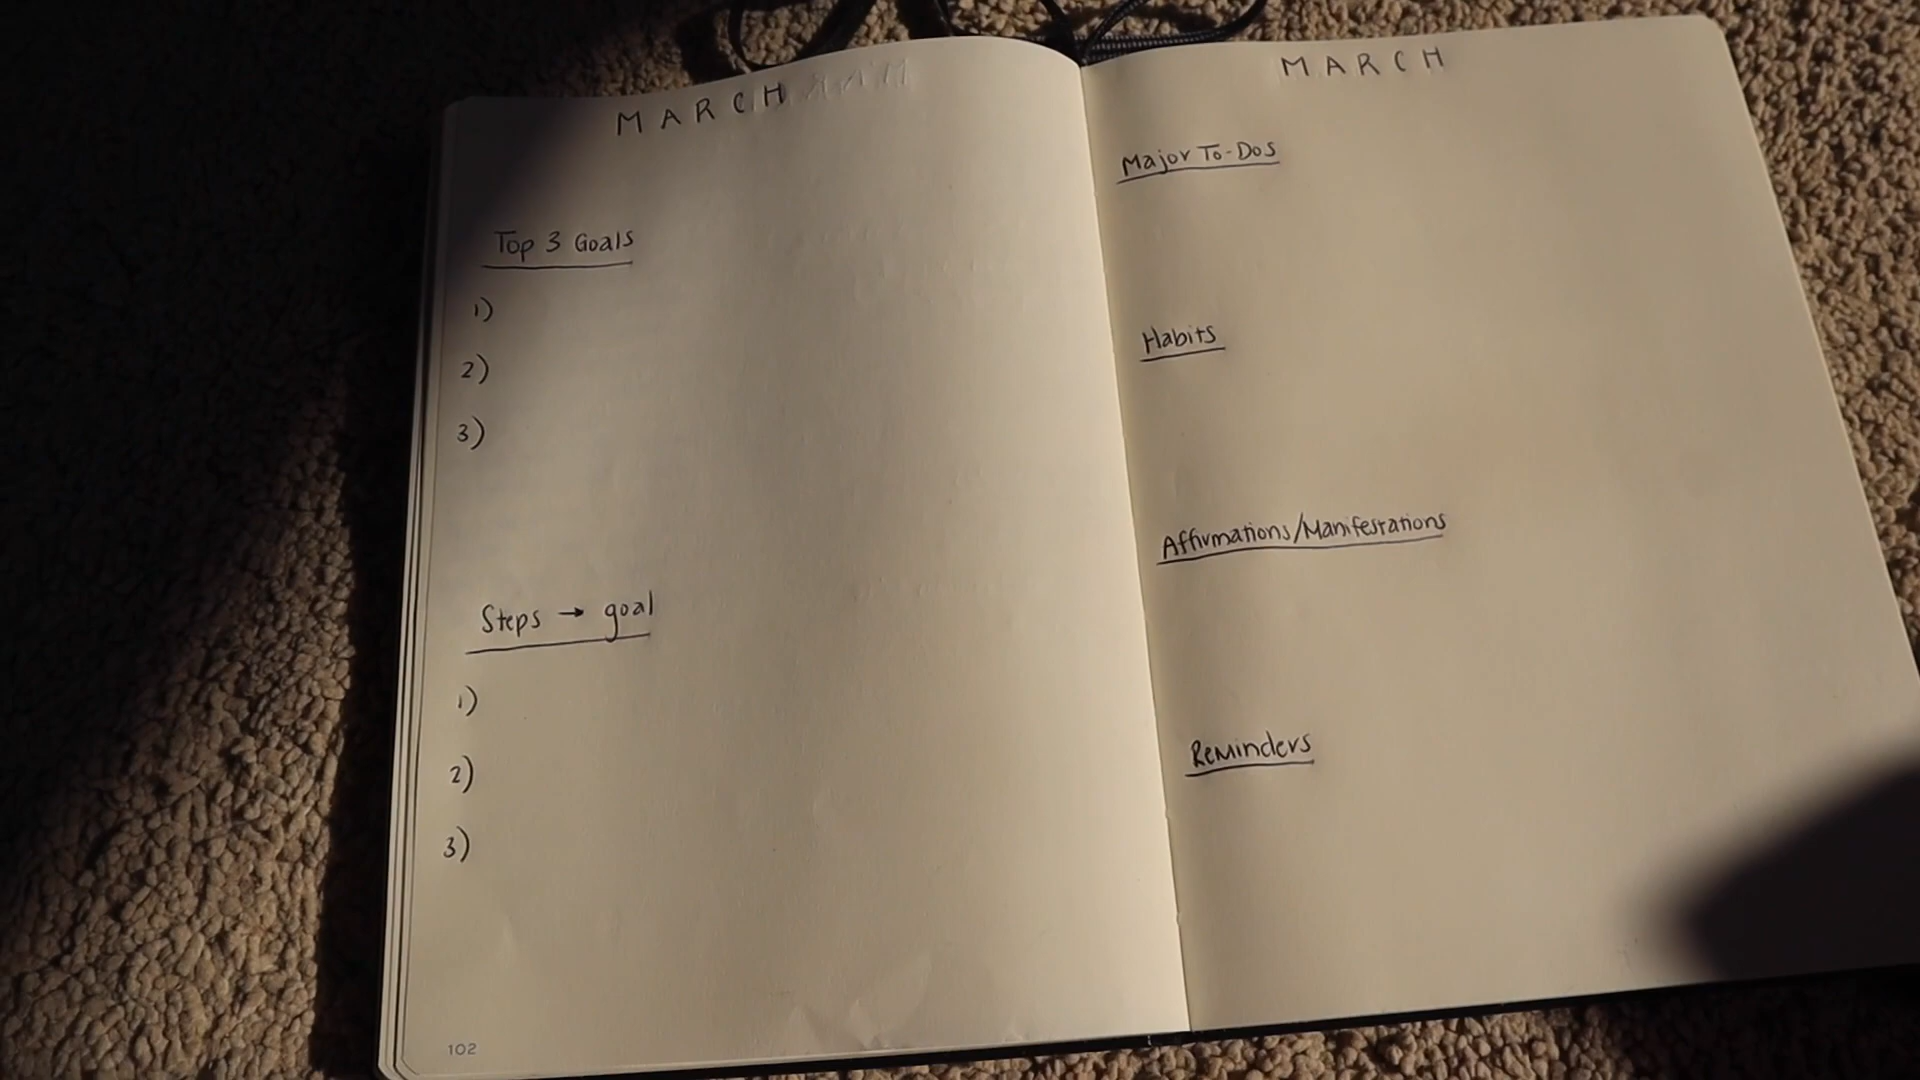 MARCH
Top 3 Goals
1)
2)
3)
Steps → goal
1)
2)
3)
102
MARCH
Major To-Dos
Habits
Affirmations/Manifestations
Reminders